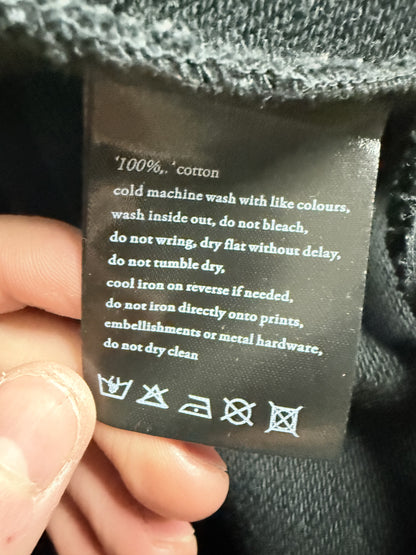 ‘100%,. ‘ cotton
cold machine wash with like colours,
wash inside out, do not bleach,
do not wring, dry flat without delay,
do not tumble dry,
cool iron on reverse if needed,
do not iron directly onto prints,
embellishments or metal hardware,
do not dry clean